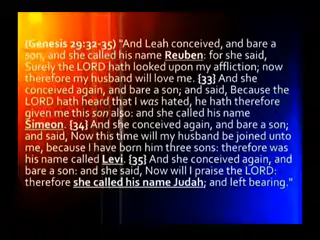 (Genesis 29:32-35) "And Leah conceived, and bare a
son, and she called his name Reuben: for she said,
Surely the LORD hath looked upon my affliction; now
therefore my husband will love me. {33} And she
conceived again, and bare a son; and said, Because the
LORD hath heard that I was hated, he hath therefore
given me this son also: and she called his name
Simeon. {34} And she conceived again, and bare a son;
and said, Now this time will my husband be joined unto
me, because I have born him three sons: therefore was
his name called Levi. {35} And she conceived again, and
bare a son: and she said, Now will I praise the LORD:
therefore she called his name Judah; and left bearing."